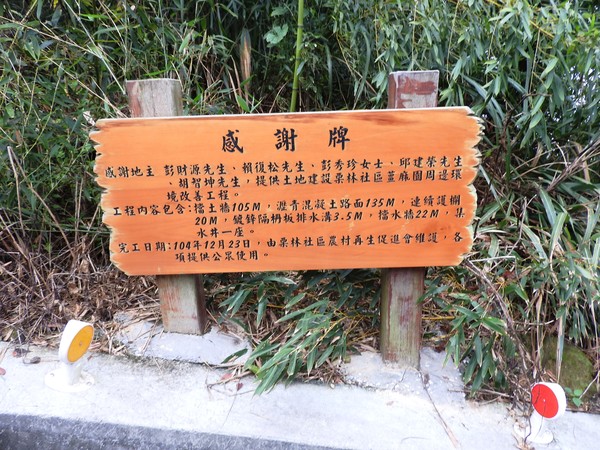 感謝牌
感謝地主 彭財源先生、賴復松先生、彭秀珍女士、邱建榮先生
、胡智坤先生，提供土地建設栗林社區蓖麻園周邊環
境改善工程。
工程內容包含:擋土牆105M，瀝青混凝土路面135M，連續護欄
20M，鍍鋅隔柵板排水溝3.5M，擋水牆22M，集
水井一座。
完工日期:104年12月23日，由栗林社區農村再生促進會維護，各
項提供公眾使用。